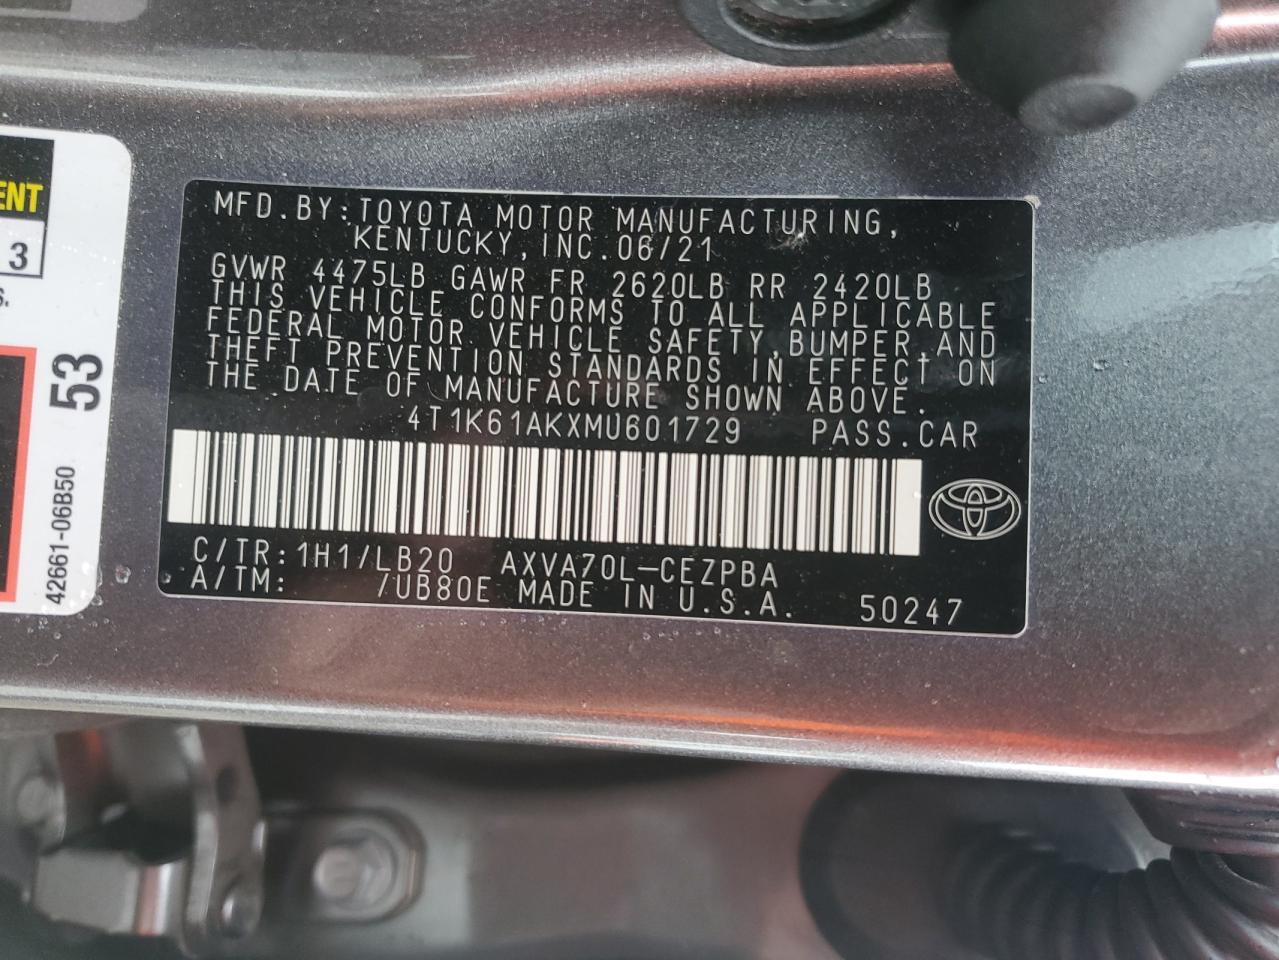 ENT
3
53
42661-06B50
MFD.BY:TOYOTA MOTOR MANUFACTURING,
KENTUCKY,INC.06/21
GVWR 4475LB GAWR FR 2620LB RR 2420LB
THIS VEHICLE CONFORMS TO ALL APPLICABLE
FEDERAL MOTOR VEHICLE SAFETY,BUMPER,AND
THEFT PREVENTION STANDARDS IN EFFECT ON
THE DATE OF MANUFACTURE SHOWN ABOVE.
4T1K61AKXMU601729 PASS.CAR
C/TR:1H1/LB20 AXVA70L-CEZPBA
A/TM: /UB80E MADE IN U.S.A. 50247